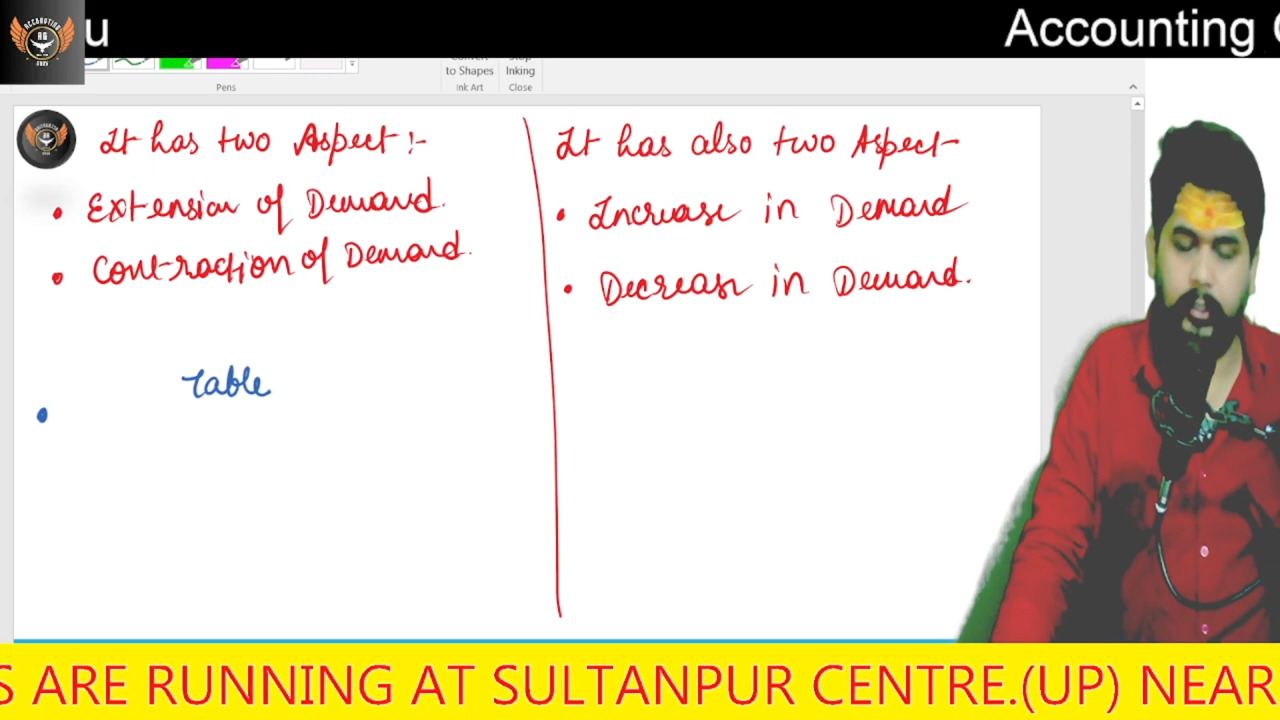 u
Accounting
Convert
to Shapes
Stop
Inking
Pens
Ink Art
Close
It has two Aspect :-
• Extension of Demand.
• Contraction of Demand.
Table
•
It has also two Aspect-
• Increase in Demand
• Decrease in Demand.
S ARE RUNNING AT SULTANPUR CENTRE.(UP) NEAR